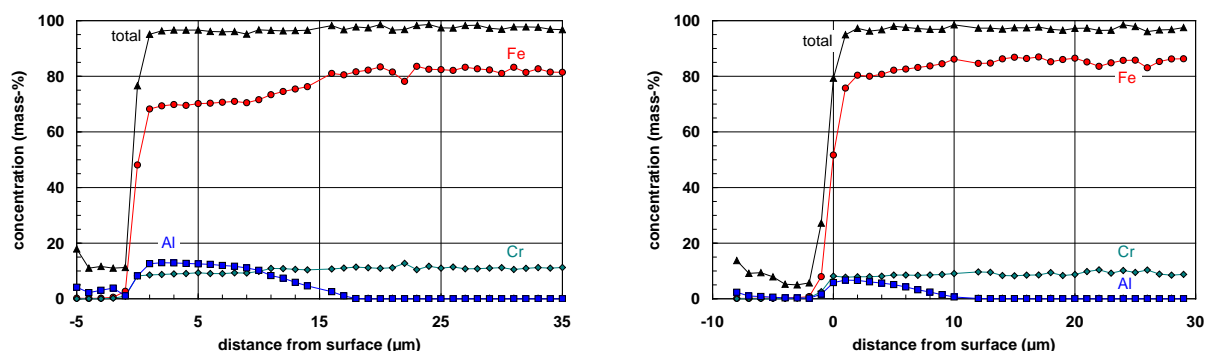 100
80
60
40
20
0
concentration (mass-%)
total
Fe
Al
Cr
-5 5 15 25 35
distance from surface (µm)
100
80
60
40
20
0
concentration (mass-%)
total
Fe
Cr
Al
-10 0 10 20 30
distance from surface (µm)